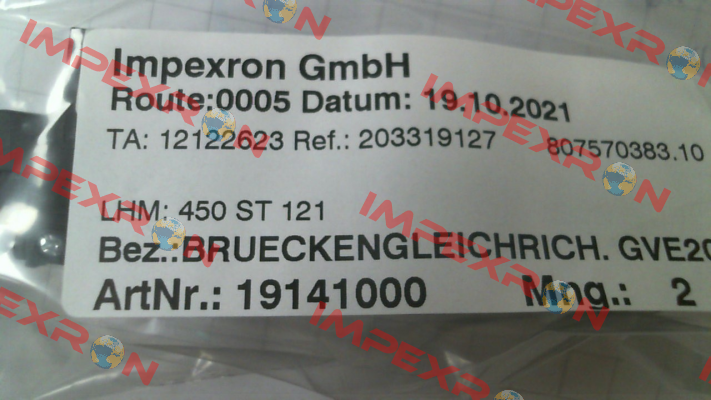 Impexron GmbH
Route:0005 Datum: 19.10.2021
TA: 12122623 Ref.: 203319127 807570383.10
LHM: 450 ST 121
Bez.:BRUECKENGLEICHRICH. GVE20
ArtNr.: 19141000 Mng.: 2